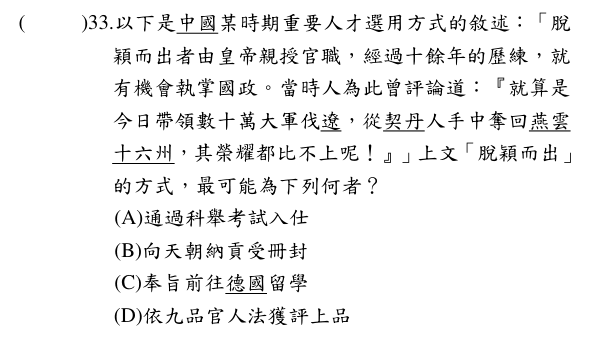 (　　)33.以下是中國某時期重要人才選用方式的敘述：「脫
穎而出者由皇帝親授官職，經過十餘年的歷練，就
有機會執掌國政。當時人為此曾評論道：『就算是
今日帶領數十萬大軍伐遼，從契丹人手中奪回燕雲
十六州，其榮耀都比不上呢！』」上文「脫穎而出」
的方式，最可能為下列何者？
(A)通過科舉考試入仕
(B)向天朝納貢受冊封
(C)奉旨前往德國留學
(D)依九品官人法獲評上品